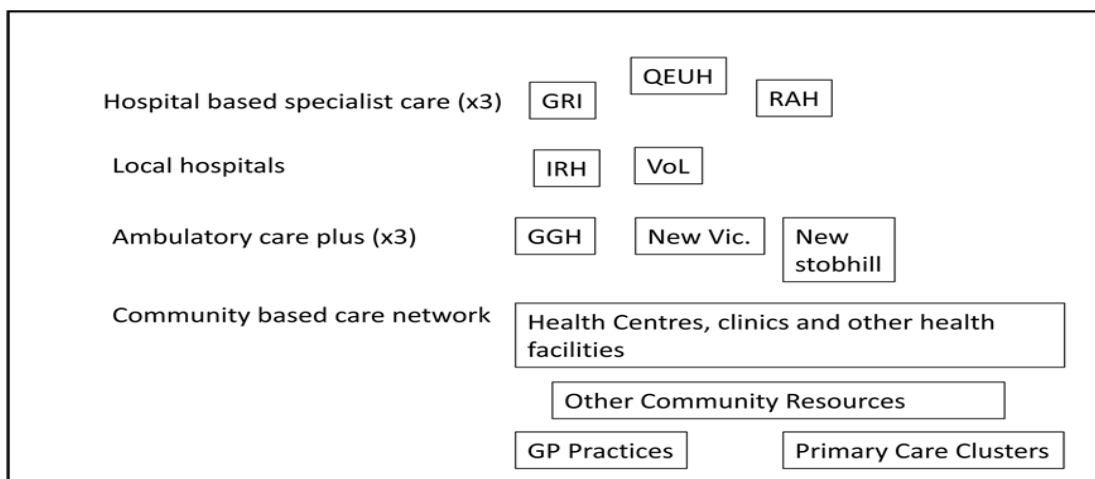 Hospital based specialist care (x3) GRI QEUH RAH
Local hospitals IRH VoL
Ambulatory care plus (x3) GGH New Vic. New
stobhill
Community based care network Health Centres, clinics and other health
facilities
Other Community Resources
GP Practices Primary Care Clusters